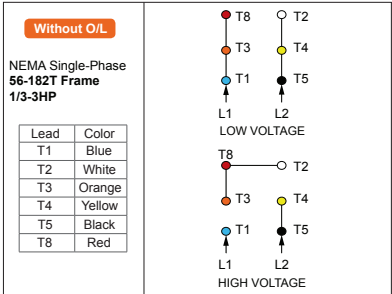 Without O/L
NEMA Single-Phase
56-182T Frame
1/3-3HP
Lead Color
T1 Blue
T2 White
T3 Orange
T4 Yellow
T5 Black
T8 Red
T8 T2
T3 T4
T1 T5
L1 L2
LOW VOLTAGE
T8
T2
T3 T4
T1 T5
L1 L2
HIGH VOLTAGE